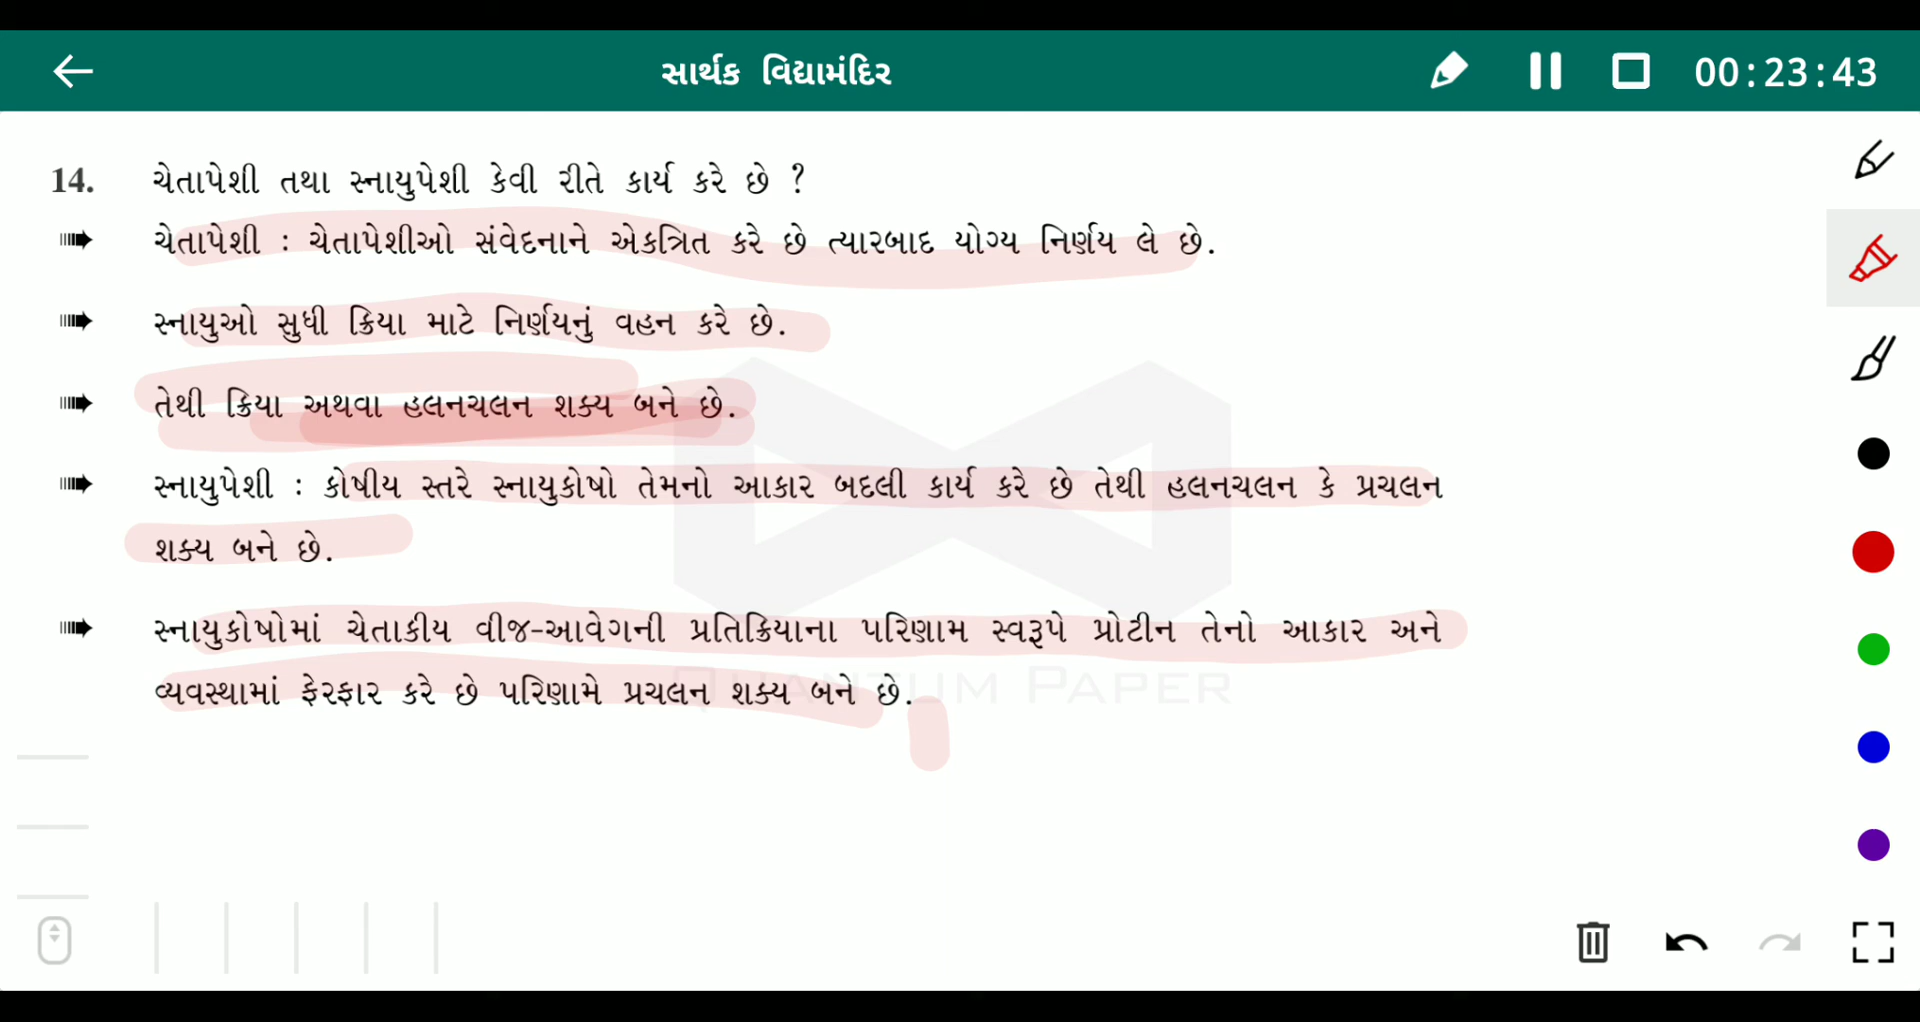 સાર્થક વિદ્યામંદિર
00:23:43
14. ચેતાપેશી તથા સ્નાયુપેશી કેવી રીતે કાર્ય કરે છે ?
➠ ચેતાપેશી : ચેતાપેશીઓ સંવેદનાને એકત્રિત કરે છે ત્યારબાદ યોગ્ય નિર્ણય લે છે.
➠ સ્નાયુઓ સુધી ક્રિયા માટે નિર્ણયનું વહન કરે છે.
➠ તેથી ક્રિયા અથવા હલનચલન શક્ય બને છે.
➠ સ્નાયુપેશી : કોષીય સ્તરે સ્નાયુકોષો તેમનો આકાર બદલી કાર્ય કરે છે તેથી હલનચલન કે પ્રચલન
શક્ય બને છે.
➠ સ્નાયુકોષોમાં ચેતાકીય વીજ-આવેગની પ્રતિક્રિયાના પરિણામ સ્વરૂપે પ્રોટીન તેનો આકાર અને
વ્યવસ્થામાં ફેરફાર કરે છે પરિણામે પ્રચલન શક્ય બને છે.
QUANTUM PAPER